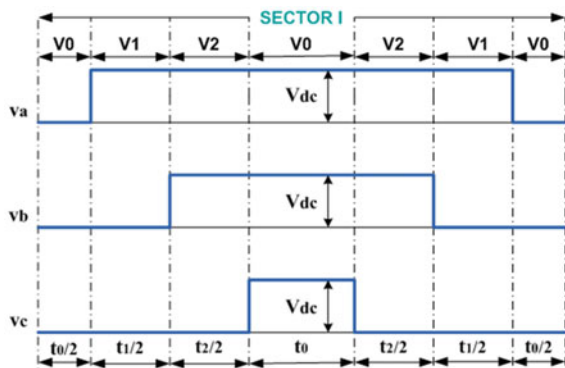 SECTOR I
V0 V1 V2 V0 V2 V1 V0
va Vdc
vb Vdc
vc Vdc
t0/2 t1/2 t2/2 t0 t2/2 t1/2 t0/2